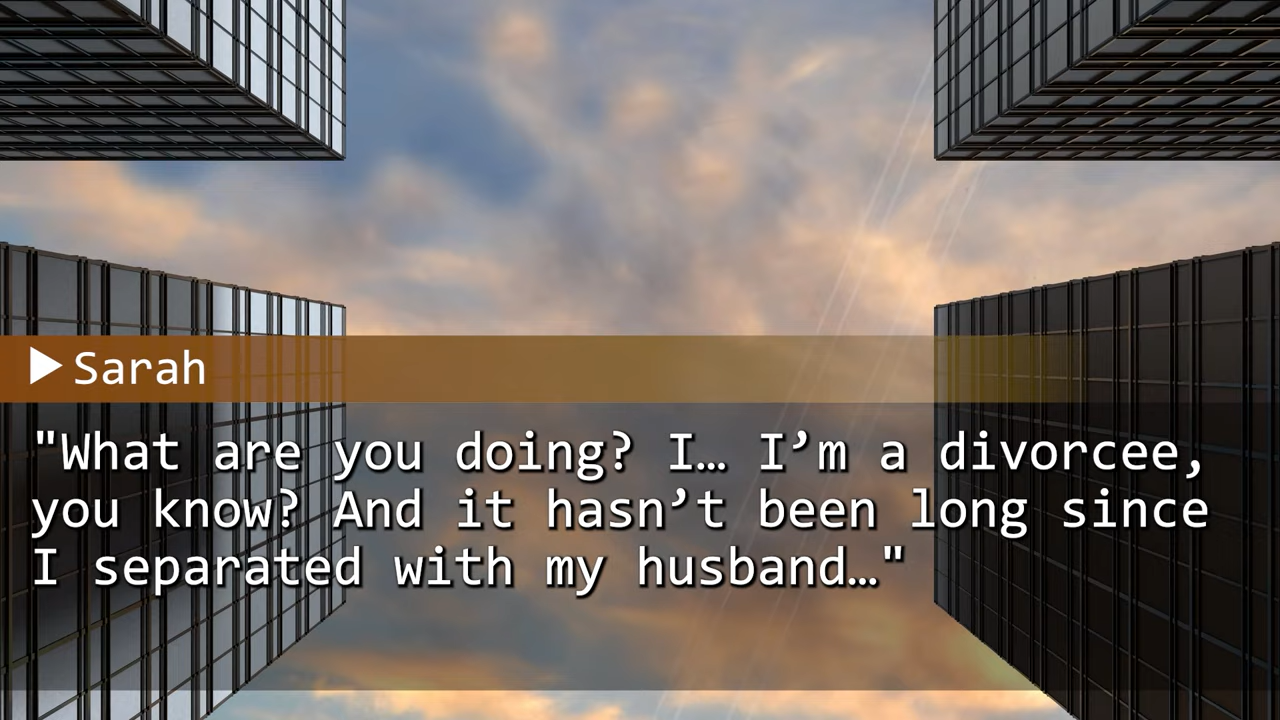 Sarah
"What are you doing? I… I’m a divorcee,
you know? And it hasn’t been long since
I separated with my husband…"